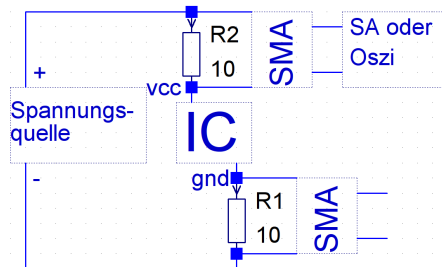 R2
10
SMA
SA oder
Oszi
+
vcc
Spannungs-
quelle
IC
-
gnd
R1
10
SMA